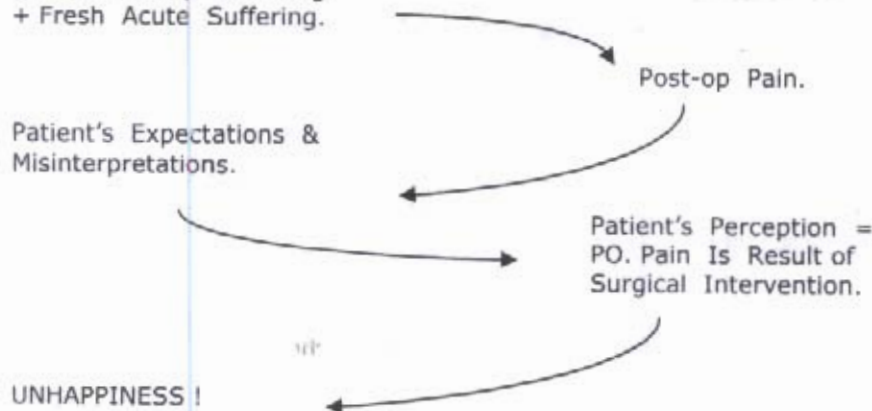 + Fresh Acute Suffering.
Post-op Pain.
Patient's Expectations &
Misinterpretations.
Patient's Perception =
PO. Pain Is Result of
Surgical Intervention.
UNHAPPINESS !